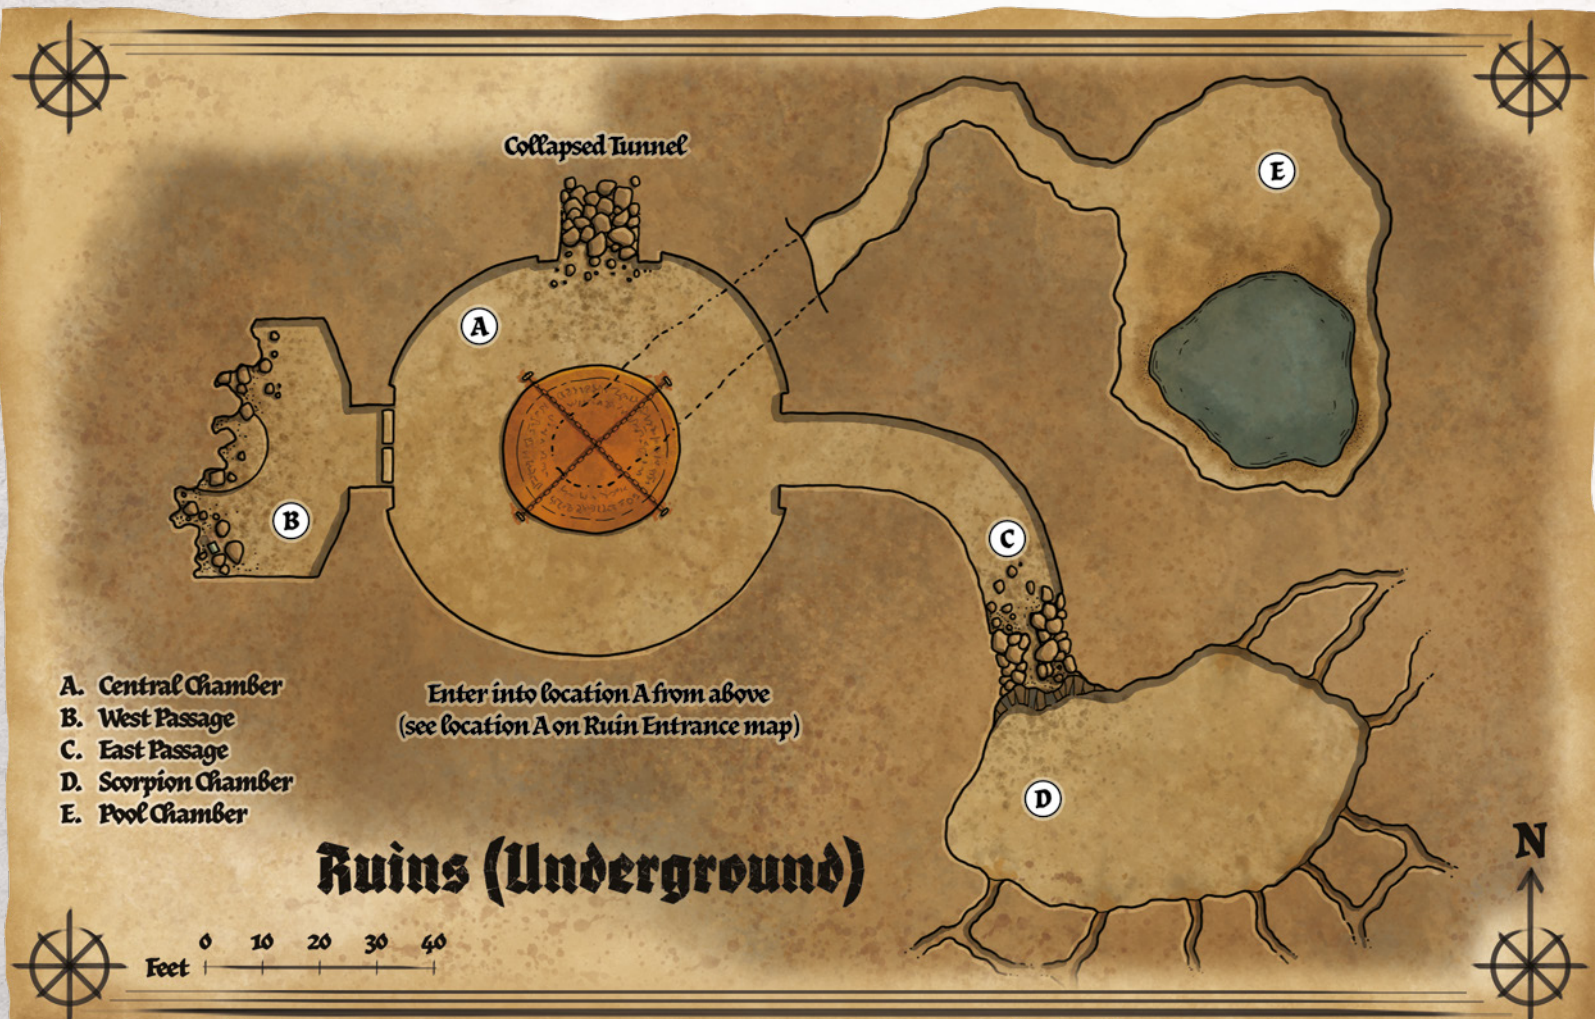 Collapsed Tunnel
E
A
B
C
A. Central Chamber
B. West Passage
C. East Passage
D. Scorpion Chamber
E. Pool Chamber
Enter into location A from above
(see location A on Ruin Entrance map)
D
Ruins (Underground)
N
0 10 20 30 40
Feet